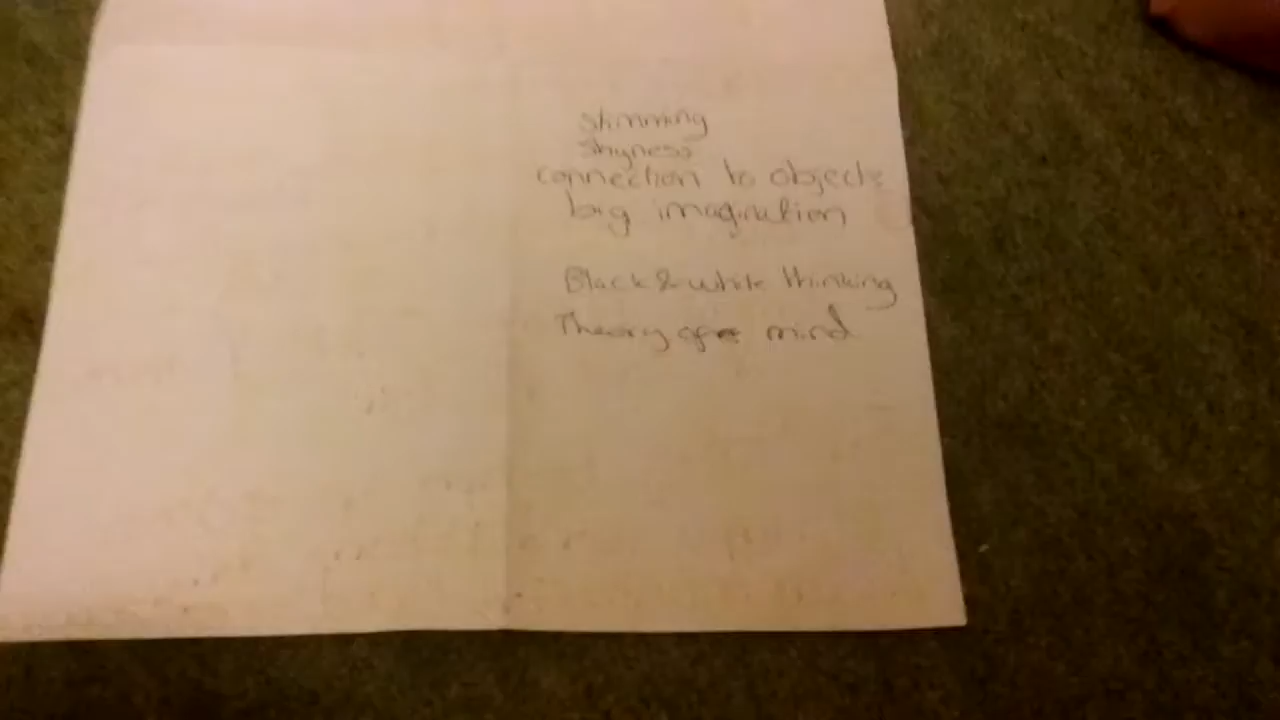 stimming
shyness
connection to objects
big imagination
Black & white thinking
Theory of mind